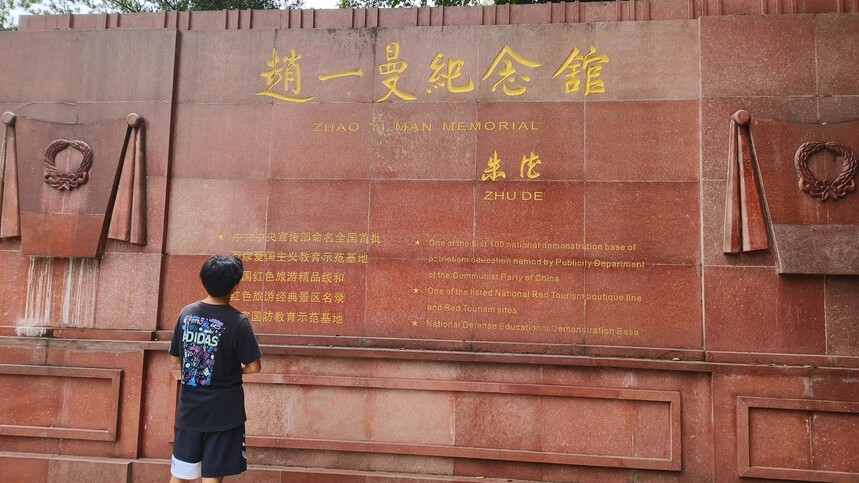 趙一曼紀念舘
ZHAO YI MAN MEMORIAL
朱德
ZHU DE
★ 中共中央宣传部命名全国首批
家爱国主义教育示范基地
国红色旅游精品线和
红色旅游经典景区名录
家国防教育示范基地
★ One of the first 100 national demonstration base of
patriotism education named by Publicity Department
of the Communist Party of China
★ One of the listed National Red Tourism boutique line
and Red Tourism sites.
★ National Defense Educational Demonstration Base
ADIDAS